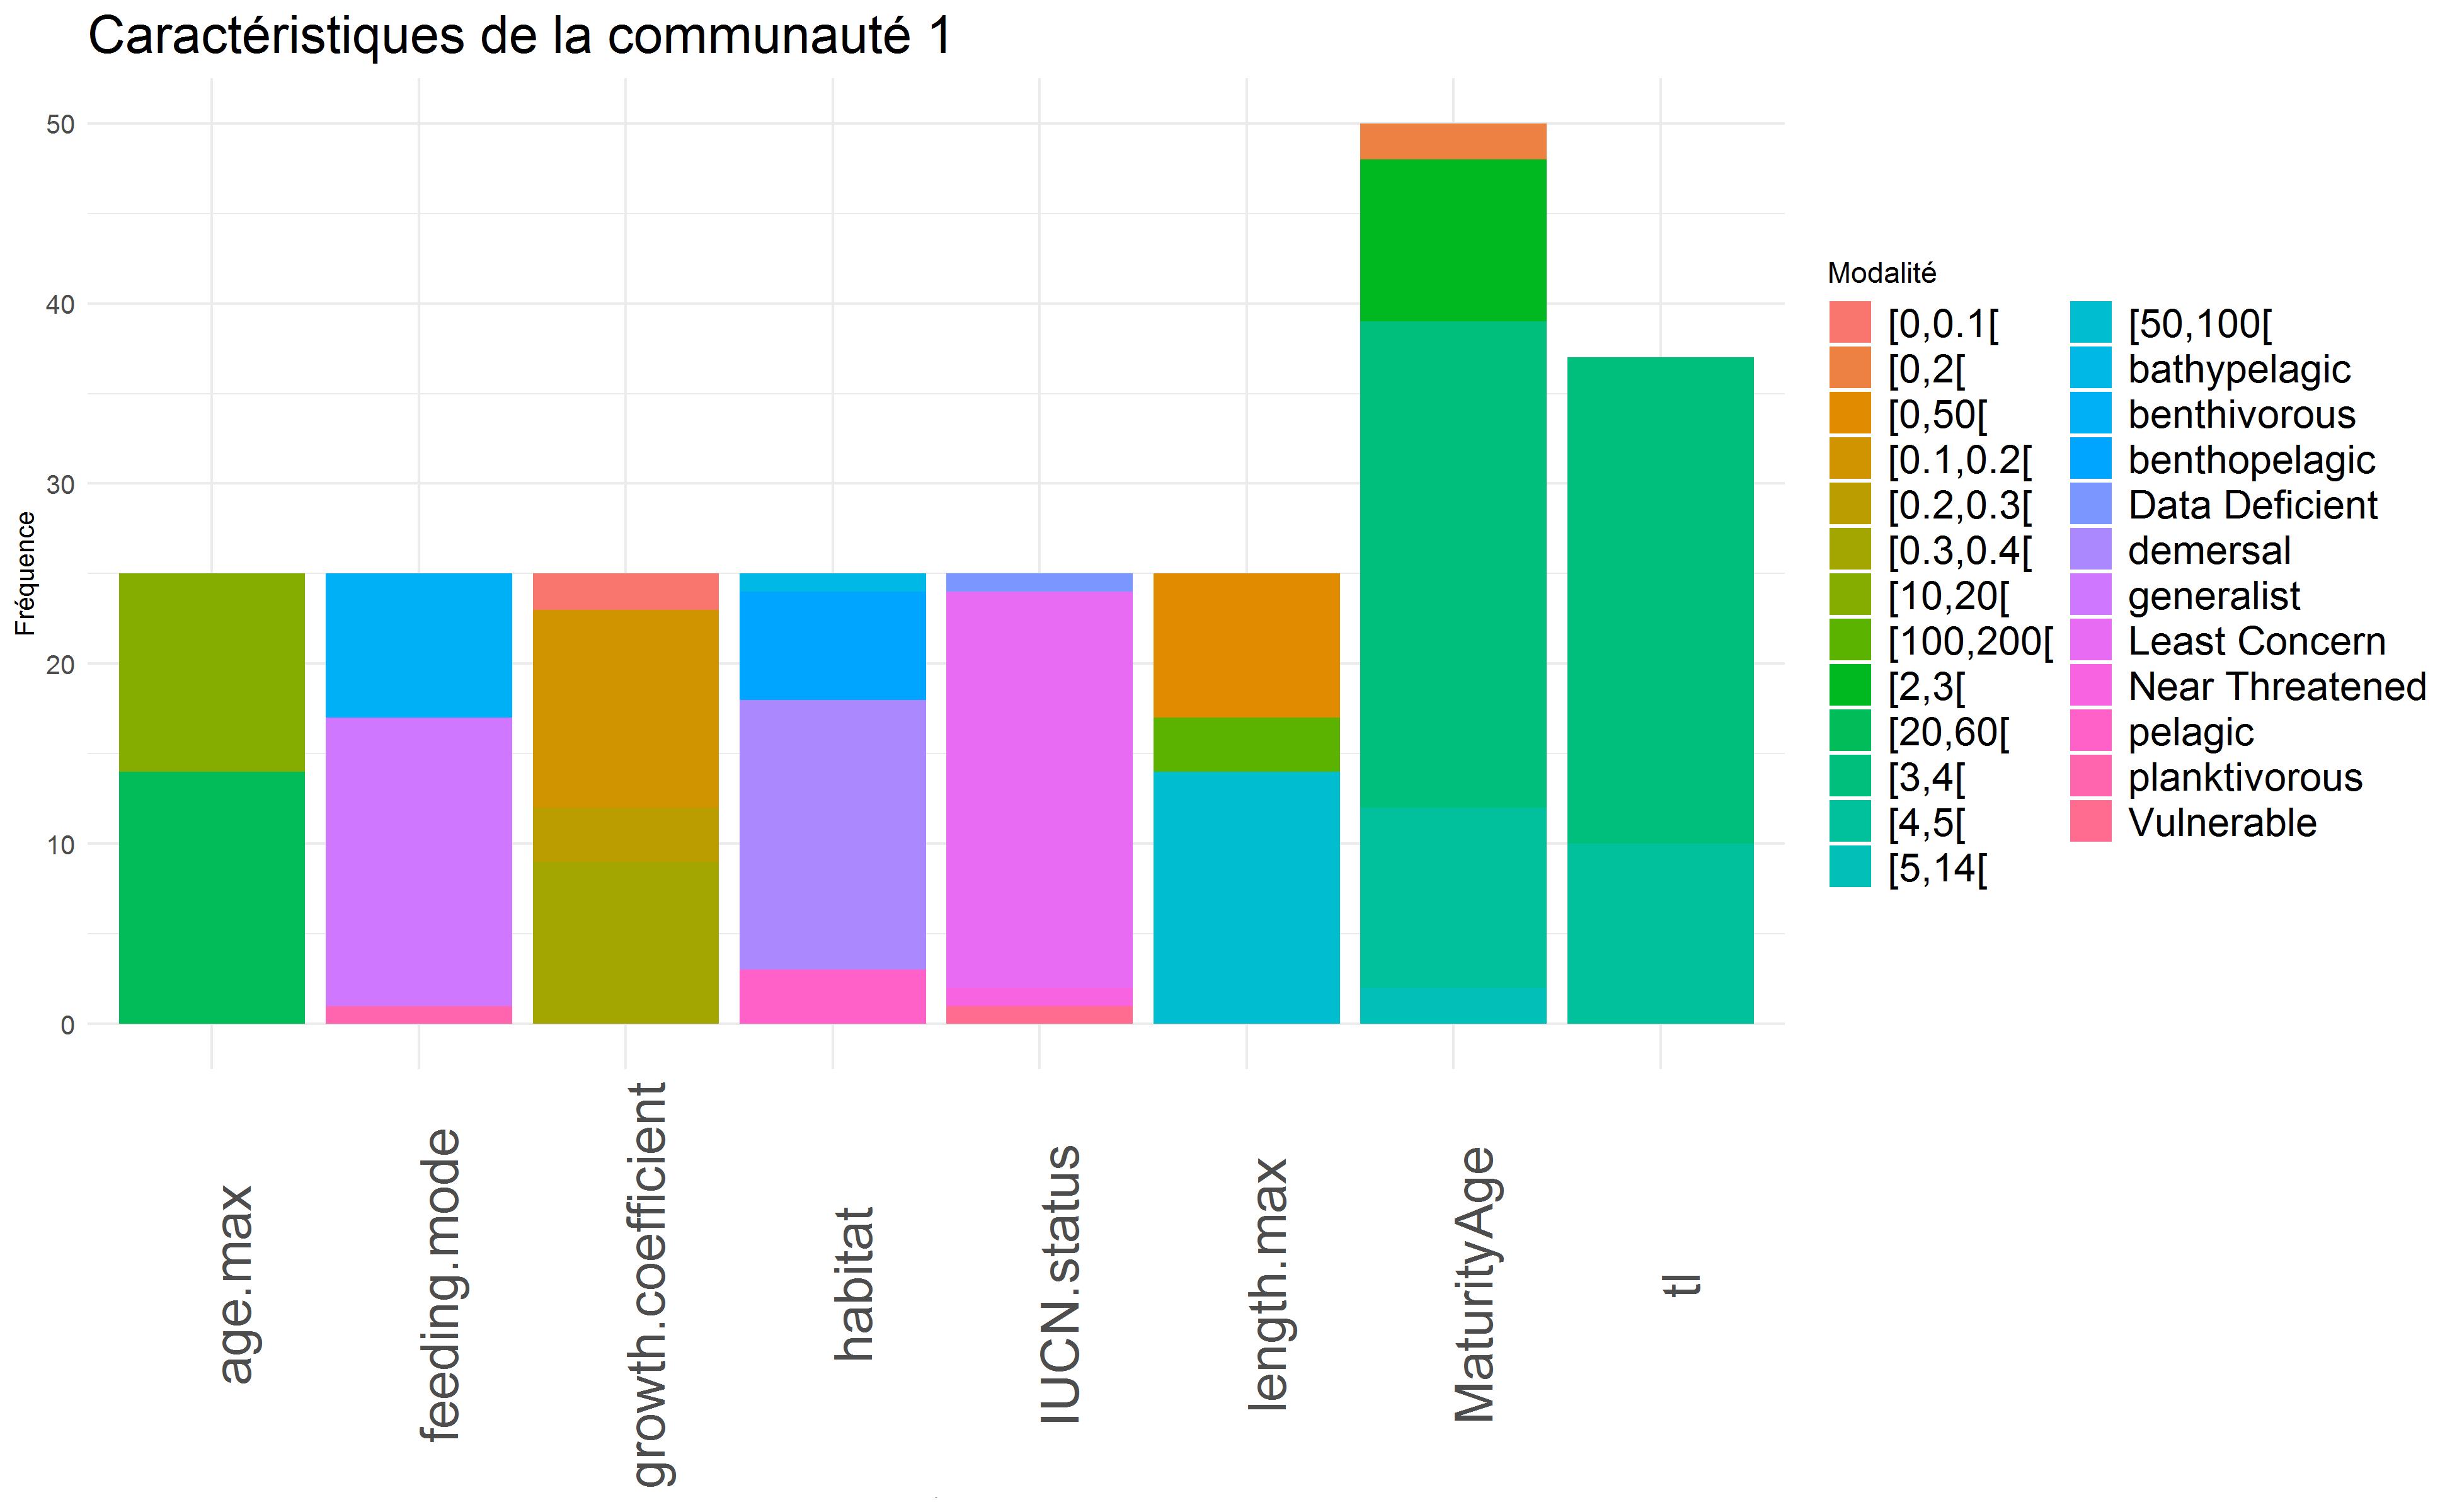 Caractéristiques de la communauté 1
Fréquence
50
40
30
20
10
0
age.max
feeding.mode
growth.coefficient
habitat
IUCN.status
length.max
MaturityAge
tl
Modalité
[0,0.1[
[0,2[
[0,50[
[0.1,0.2[
[0.2,0.3[
[0.3,0.4[
[10,20[
[100,200[
[2,3[
[20,60[
[3,4[
[4,5[
[5,14[
[50,100[
bathypelagic
benthivorous
benthopelagic
Data Deficient
demersal
generalist
Least Concern
Near Threatened
pelagic
planktivorous
Vulnerable